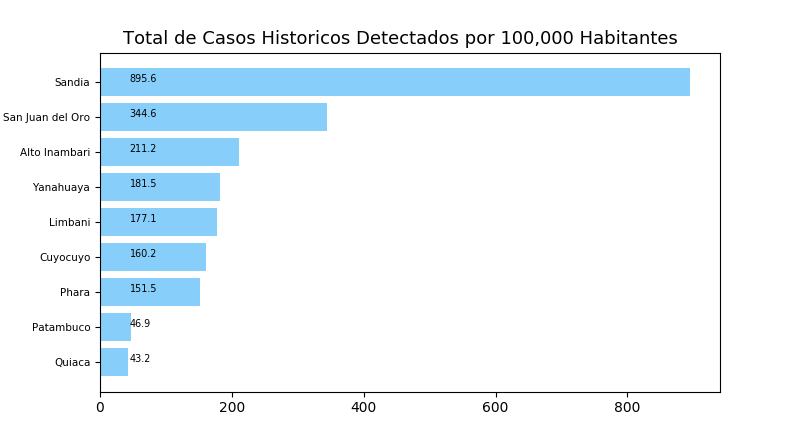 Total de Casos Historicos Detectados por 100,000 Habitantes
Sandia 895.6
San Juan del Oro 344.6
Alto Inambari 211.2
Yanahuaya 181.5
Limbani 177.1
Cuyocuyo 160.2
Phara 151.5
Patambuco 46.9
Quiaca 43.2
0 200 400 600 800